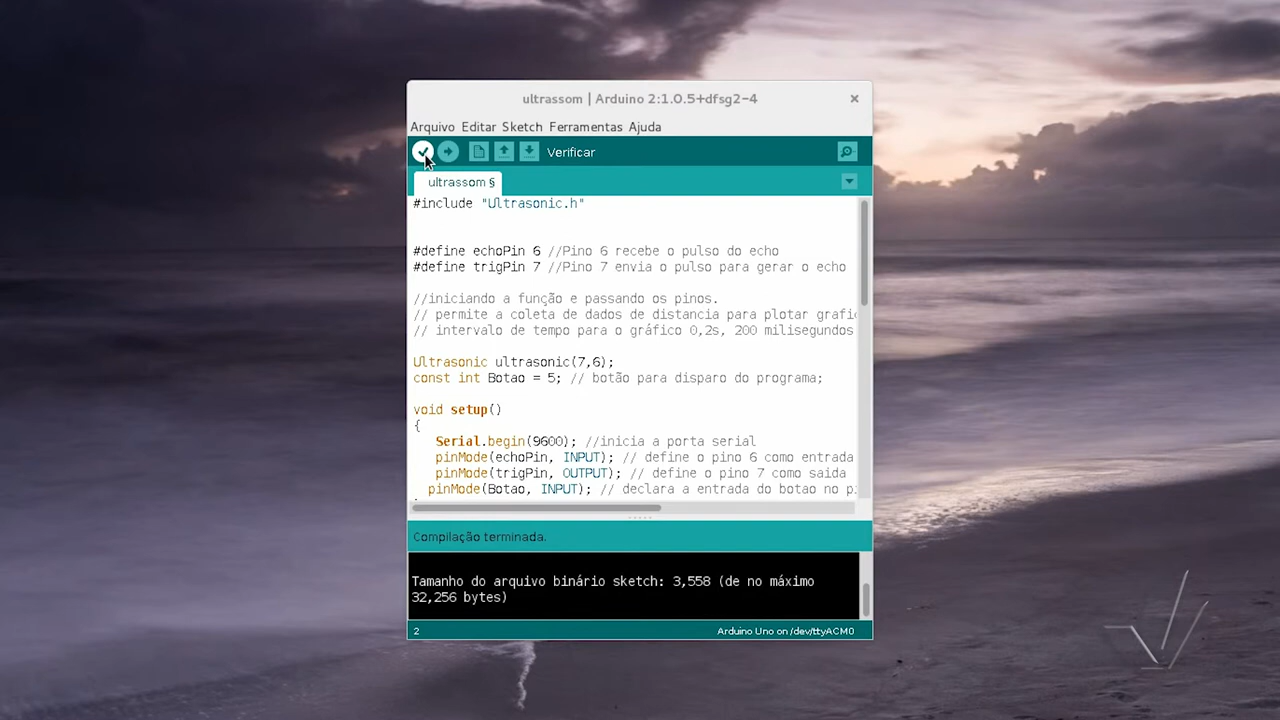 ultrassom | Arduino 2:1.0.5+dfsg2-4
Arquivo Editar Sketch Ferramentas Ajuda
Verificar
ultrassom §
#include "Ultrasonic.h"
#define echoPin 6 //Pino 6 recebe o pulso do echo
#define trigPin 7 //Pino 7 envia o pulso para gerar o echo
//iniciando a função e passando os pinos.
// permite a coleta de dados de distancia para plotar grafic
// intervalo de tempo para o gráfico 0,2s, 200 milisegundos
Ultrasonic ultrasonic(7,6);
const int Botao = 5; // botão para disparo do programa;
void setup()
{
Serial.begin(9600); //inicia a porta serial
pinMode(echoPin, INPUT); // define o pino 6 como entrada
pinMode(trigPin, OUTPUT); // define o pino 7 como saida
pinMode(Botao, INPUT); // declara a entrada do botao no pi
Compilação terminada.
Tamanho do arquivo binário sketch: 3,558 (de no máximo
32,256 bytes)
2 Arduino Uno on /dev/ttyACM0